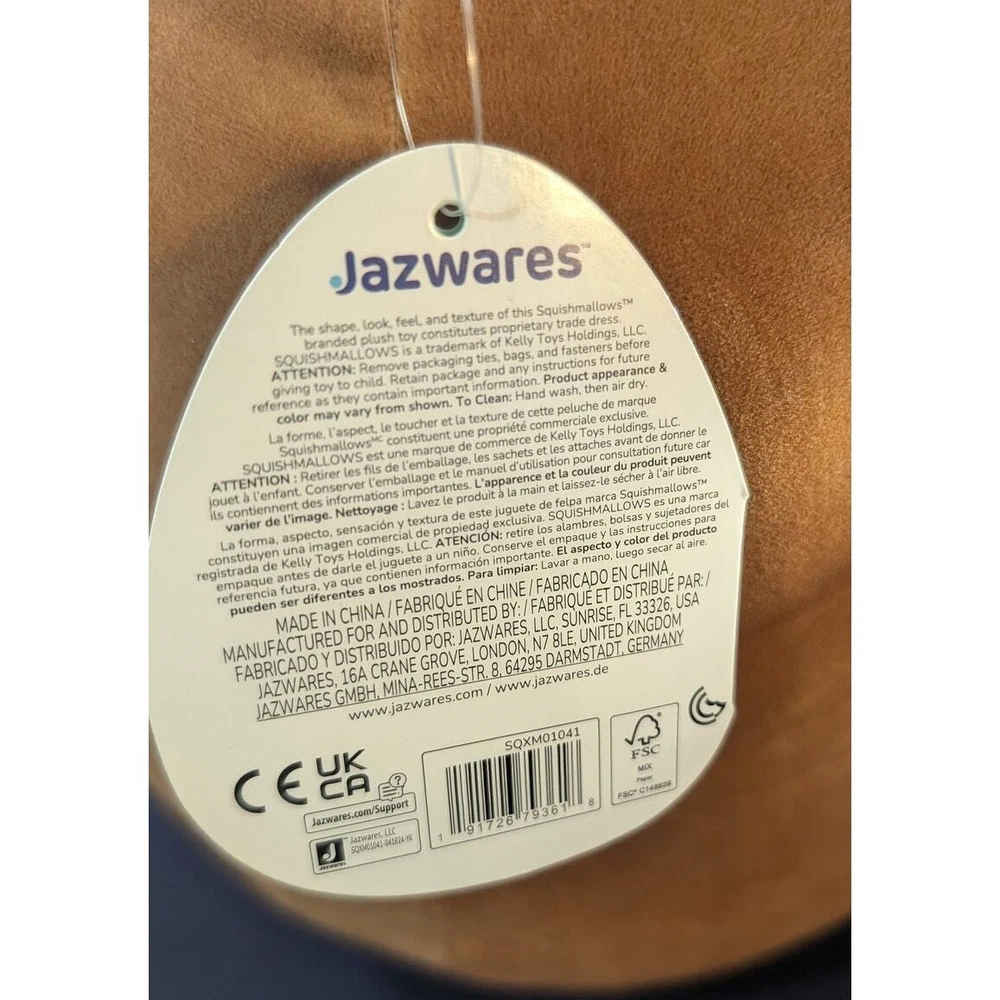 Jazwares™
The shape, look, feel, and texture of this Squishmallows™
branded plush toy constitutes proprietary trade dress.
SQUISHMALLOWS is a trademark of Kelly Toys Holdings, LLC.
ATTENTION: Remove packaging ties, bags, and fasteners before
giving toy to child. Retain package and any instructions for future
reference as they contain important information. Product appearance &
color may vary from shown. To Clean: Hand wash, then air dry.
La forme, l'aspect, le toucher et la texture de cette peluche de marque
Squishmallows MC constituent une propriété commerciale exclusive.
SQUISHMALLOWS est une marque de commerce de Kelly Toys Holdings, LLC.
ATTENTION : Retirer les fils de l'emballage, les sachets et les attaches avant de donner le
jouet à l'enfant. Conserver l'emballage et le manuel d'utilisation pour consultation future car
ils contiennent des informations importantes. L'apparence et la couleur du produit peuvent
varier de l'image. Nettoyage : Lavez le produit à la main et laissez-le sécher à l'air libre.
La forma, aspecto, sensación y textura de este juguete de felpa marca Squishmallows™
constituyen una imagen comercial de propiedad exclusiva. SQUISHMALLOWS es una marca
registrada de Kelly Toys Holdings, LLC. ATENCIÓN: retire los alambres, bolsas y sujetadores del
empaque antes de darle el juguete a un niño. Conserve el empaque y las instrucciones para
referencia futura, ya que contienen información importante. El aspecto y color del producto
pueden ser diferentes a los mostrados. Para limpiar: Lavar a mano, luego secar al aire.
MADE IN CHINA / FABRIQUÉ EN CHINE / FABRICADO EN CHINA
MANUFACTURED FOR AND DISTRIBUTED BY: / FABRIQUÉ ET DISTRIBUÉ PAR: /
FABRICADO Y DISTRIBUIDO POR: JAZWARES, LLC, SUNRISE, FL 33326, USA
JAZWARES, 16A CRANE GROVE, LONDON, N7 8LE, UNITED KINGDOM
JAZWARES GMBH, MINA-REES-STR. 8, 64295 DARMSTADT, GERMANY
www.jazwares.com / www.jazwares.de
CE
UK
CA
?
Jazwares.com/Support
Jazwares
Jazwares, LLC
SQXM01041-041824-YK
SQXM01041
1 91726 79361 8
FSC
MIX
Paper
FSC® C148639